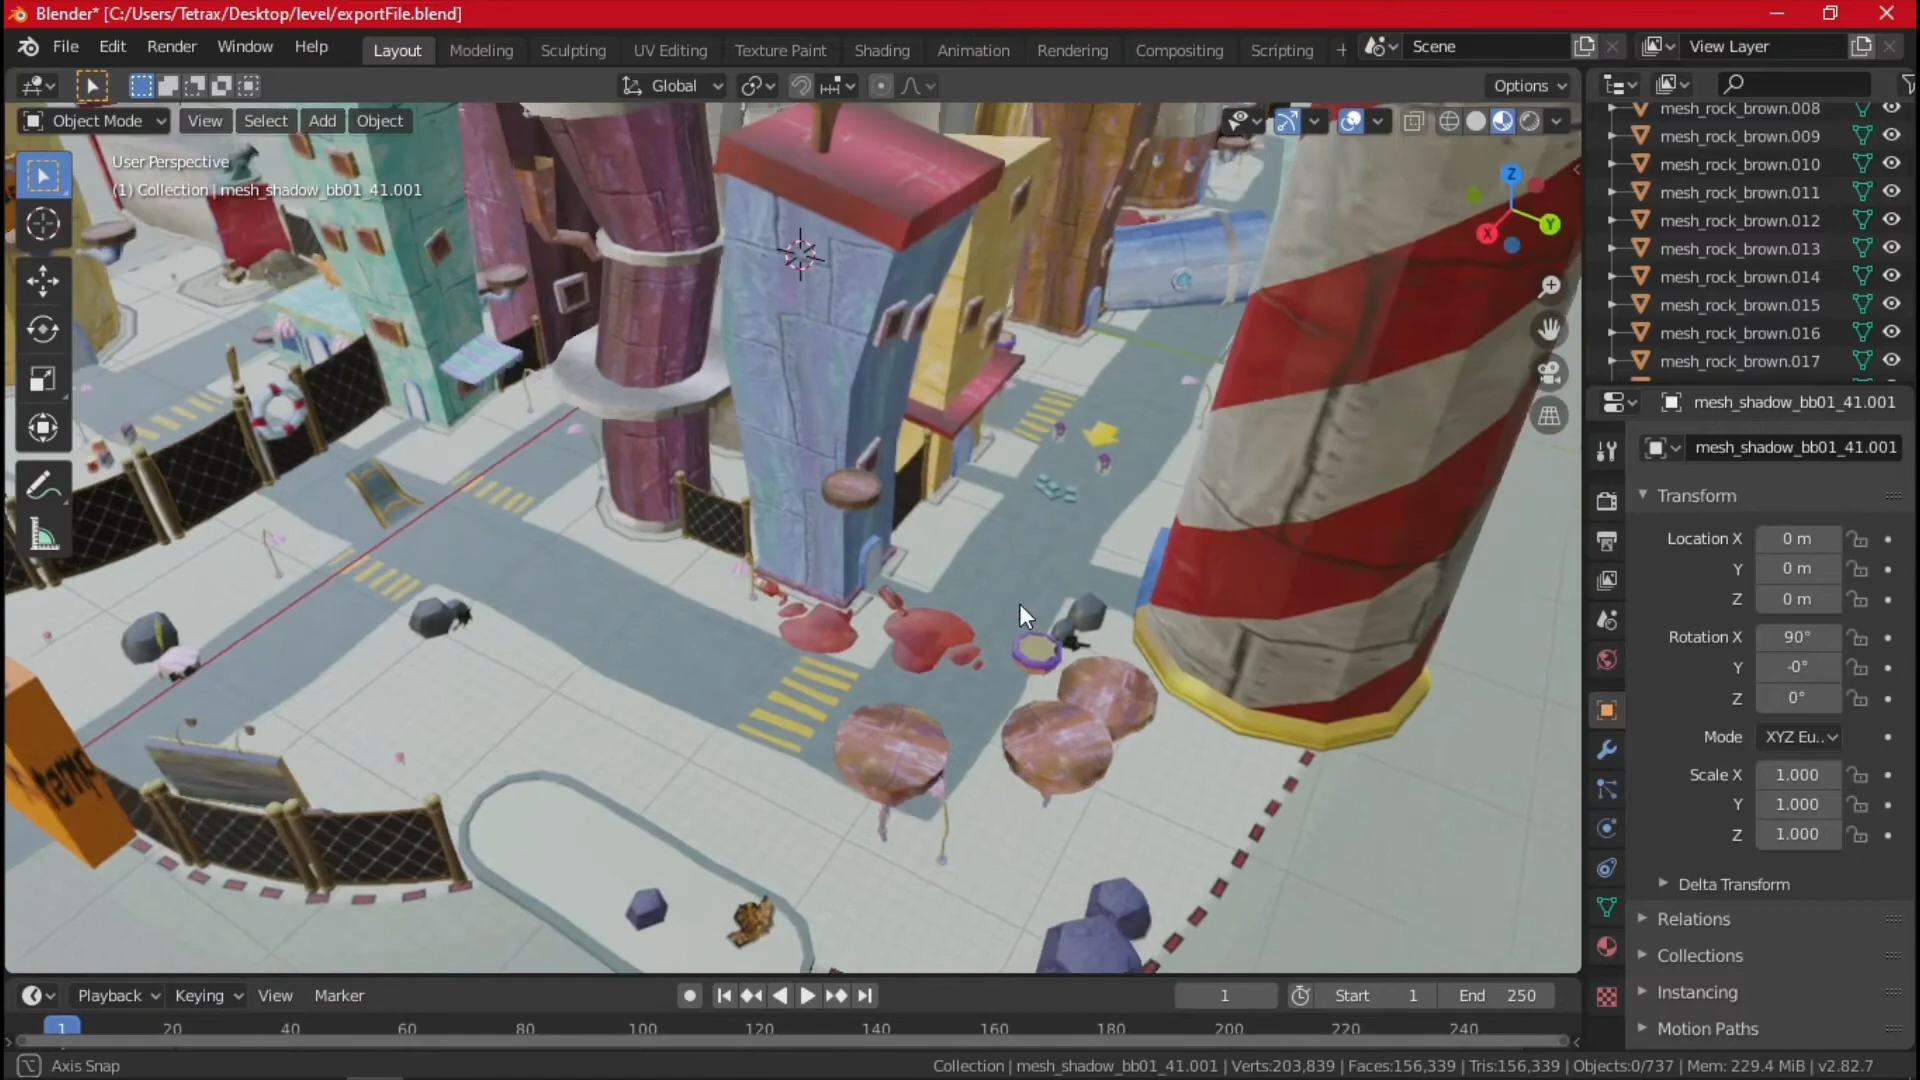 Blender* [C:/Users/Tetrax/Desktop/level/exportFile.blend]
File Edit Render Window Help Layout Modeling Sculpting UV Editing Texture Paint Shading Animation Rendering Compositing Scripting + Scene View Layer
Global Options
Object Mode View Select Add Object
User Perspective
(1) Collection | mesh_shadow_bb01_41.001
Z
Y
X
mesh_rock_brown.008
mesh_rock_brown.009
mesh_rock_brown.010
mesh_rock_brown.011
mesh_rock_brown.012
mesh_rock_brown.013
mesh_rock_brown.014
mesh_rock_brown.015
mesh_rock_brown.016
mesh_rock_brown.017
mesh_shadow_bb01_41.001
mesh_shadow_bb01_41.001
Transform
Location X 0 m
Y 0 m
Z 0 m
Rotation X 90°
Y -0°
Z 0°
Mode XYZ Eu..
Scale X 1.000
Y 1.000
Z 1.000
Delta Transform
Relations
Collections
Instancing
Motion Paths
temp
Playback Keying View Marker 1 Start 1 End 250
1 20 40 60 80 100 120 140 160 180 200 220 240
Axis Snap
Collection | mesh_shadow_bb01_41.001 | Verts:203,839 | Faces:156,339 | Tris:156,339 | Objects:0/737 | Mem: 229.4 MiB | v2.82.7